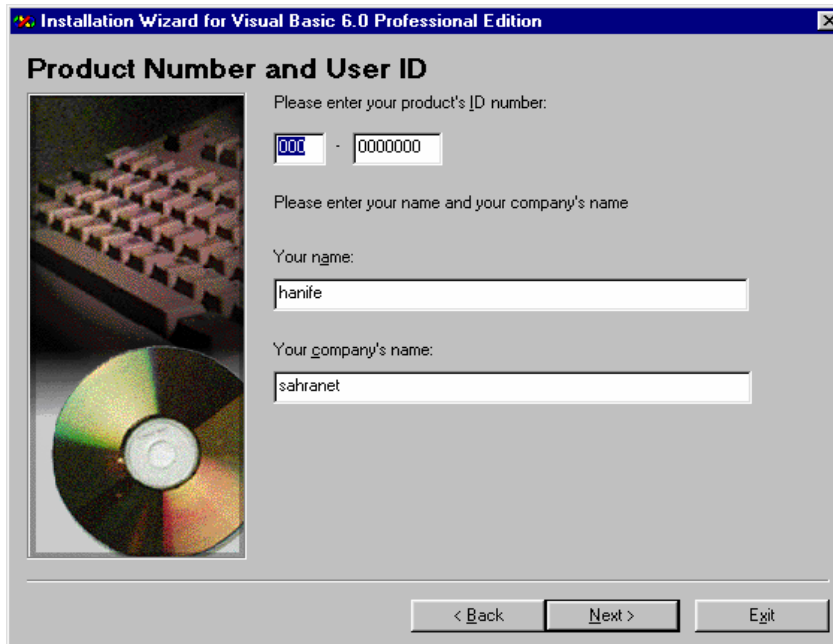 Installation Wizard for Visual Basic 6.0 Professional Edition
Product Number and User ID
Please enter your product's ID number:
000 - 0000000
Please enter your name and your company's name
Your name:
hanife
Your company's name:
sahranet
< Back Next > Exit